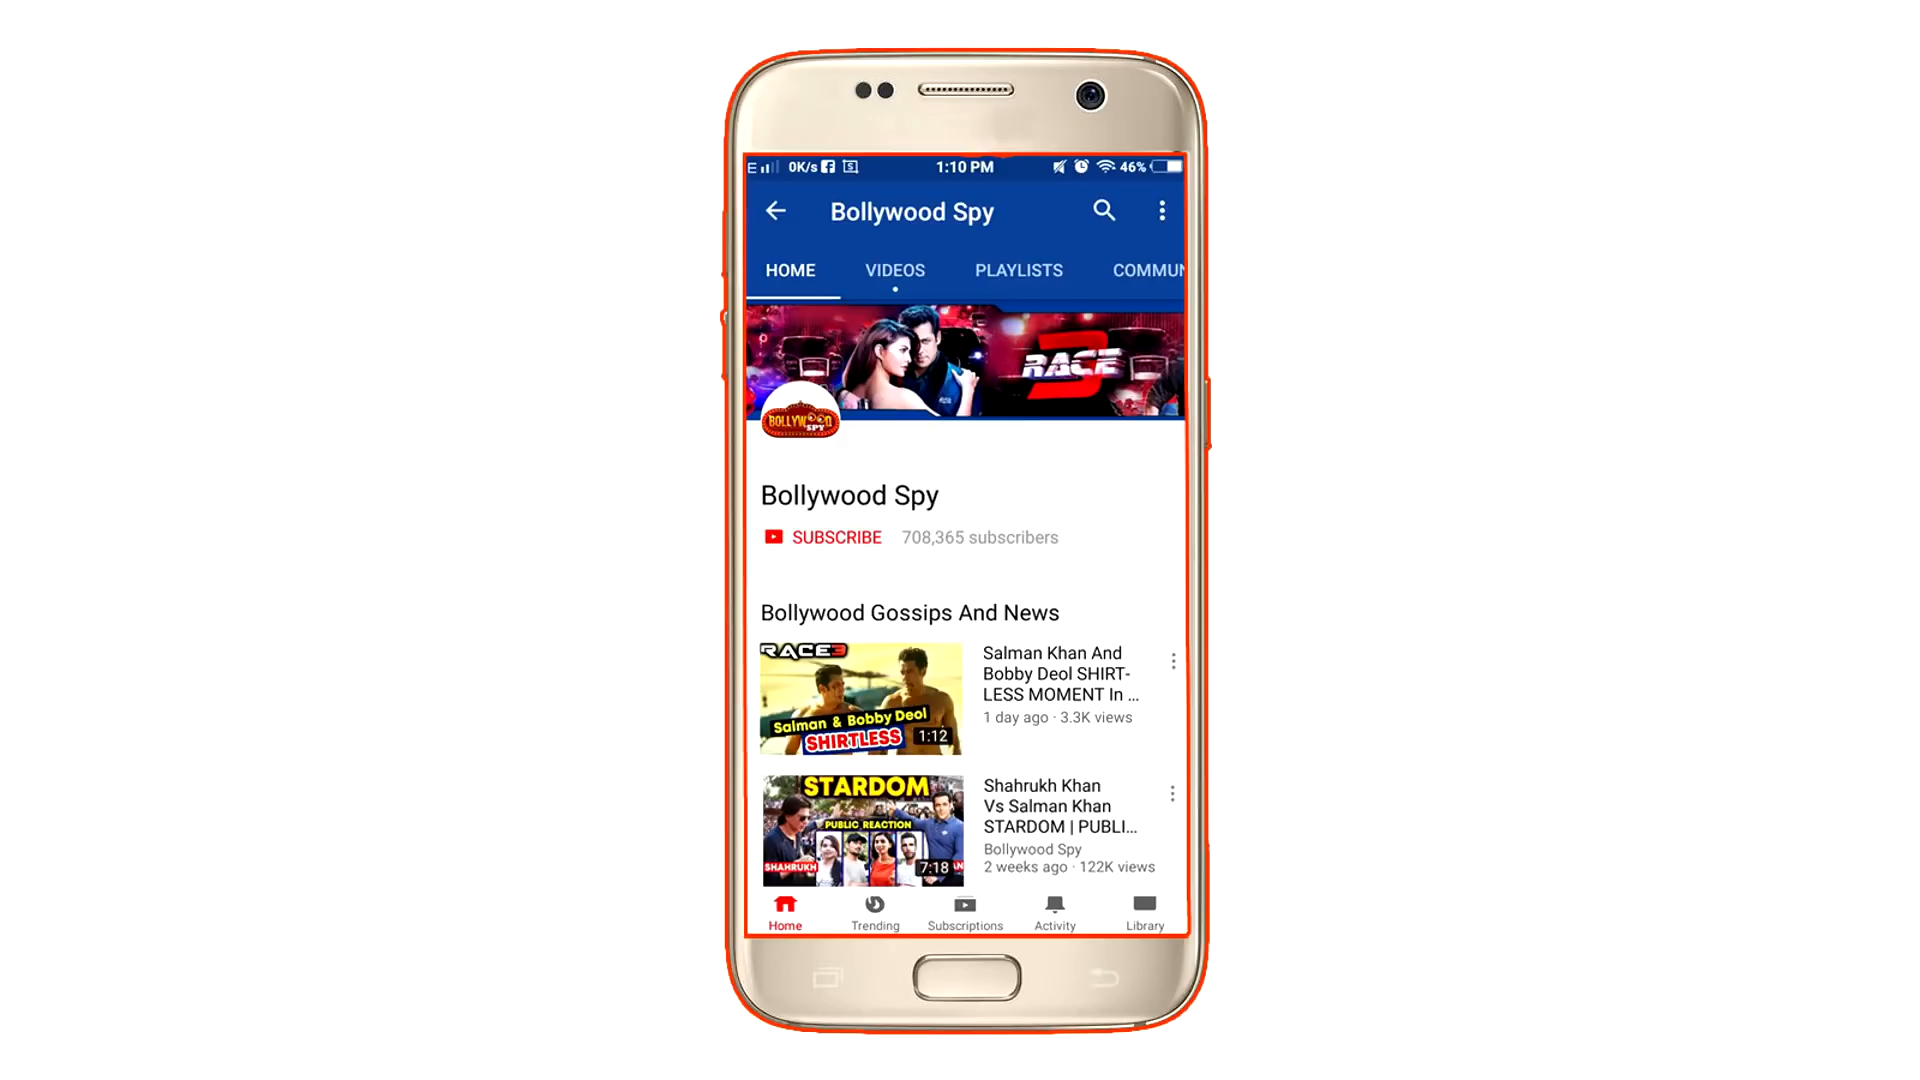 0K/s 1:10 PM 46%
Bollywood Spy
HOME VIDEOS PLAYLISTS COMMUN
RACE 3
BOLLYWOOD
SPY
Bollywood Spy
SUBSCRIBE 708,365 subscribers
Bollywood Gossips And News
RACE3
Salman & Bobby Deol
SHIRTLESS
1:12
Salman Khan And
Bobby Deol SHIRT-
LESS MOMENT In ...
1 day ago · 3.3K views
STARDOM
PUBLIC REACTION
SHAHRUKH
7:18
Shahrukh Khan
Vs Salman Khan
STARDOM | PUBLI...
Bollywood Spy
2 weeks ago · 122K views
Home Trending Subscriptions Activity Library